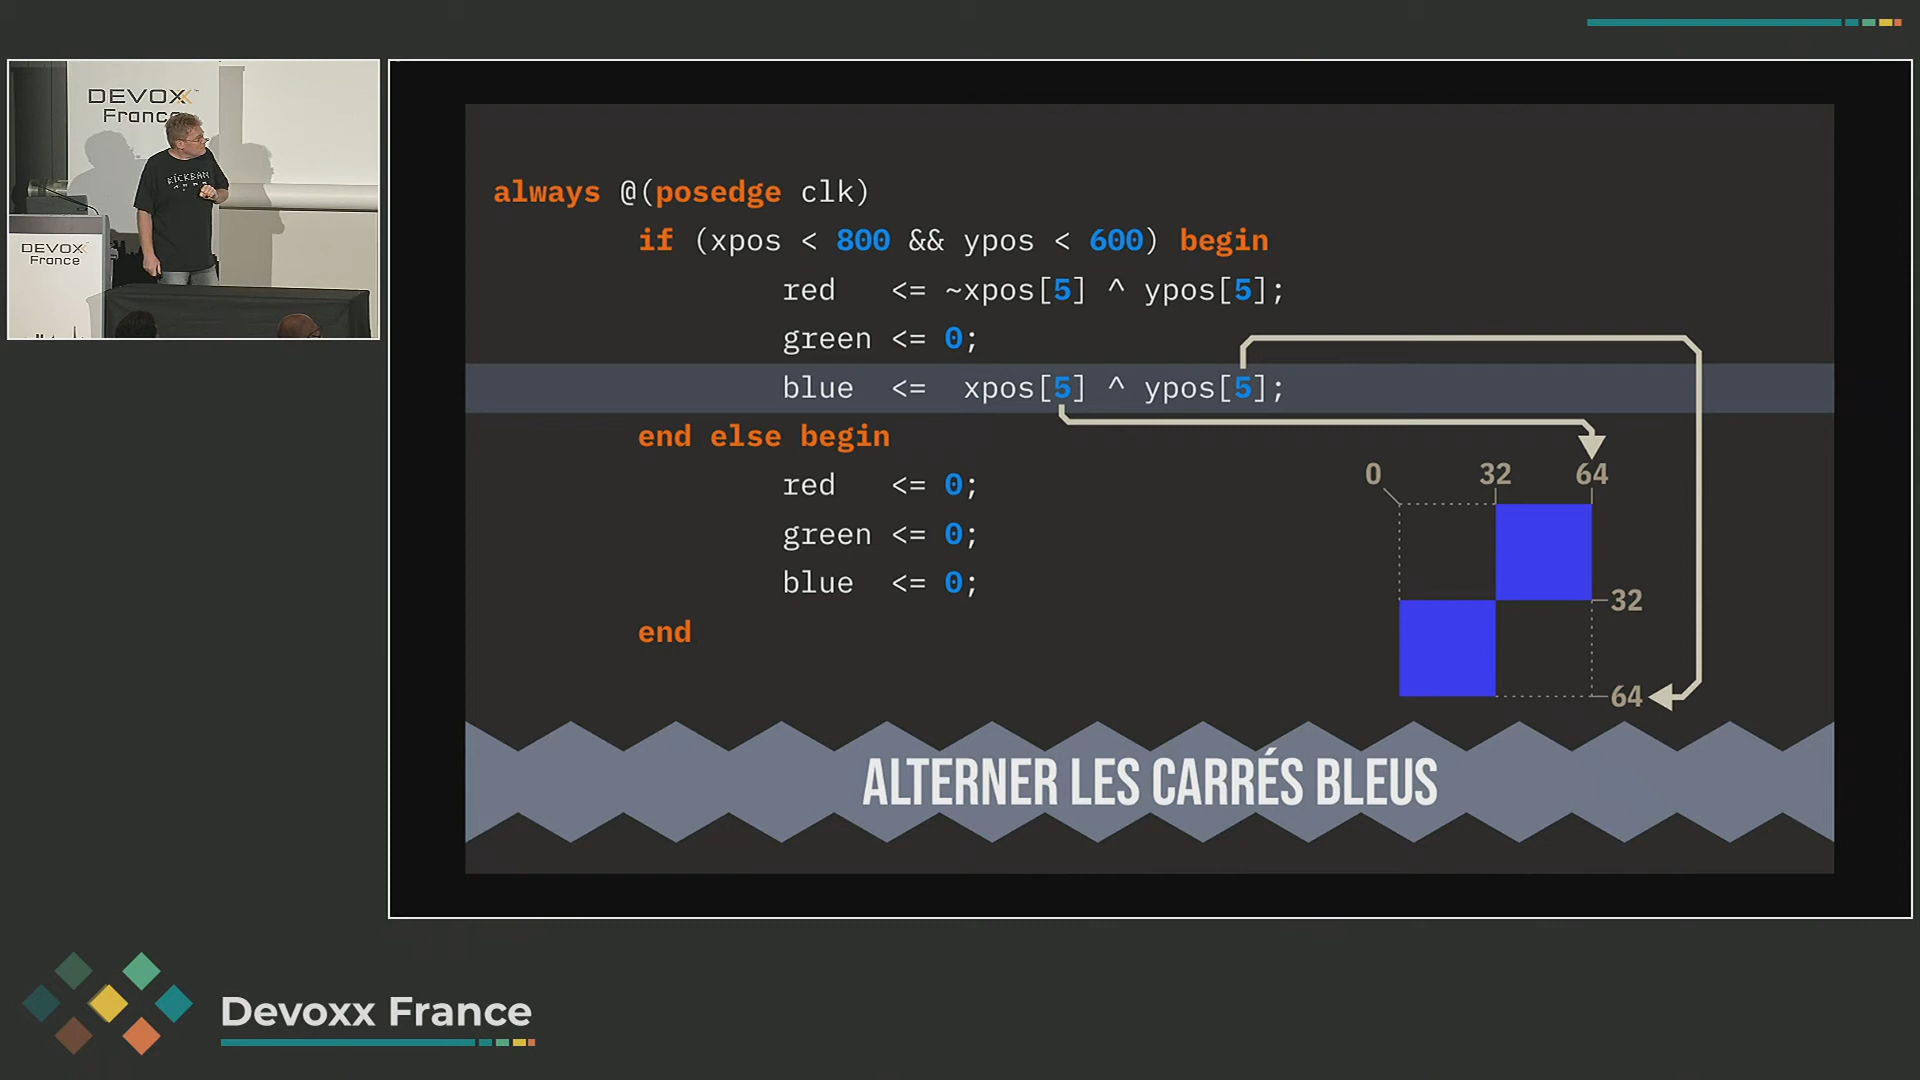 DEVOXX
France
KICKBAN
DEVOXX
France
always @(posedge clk)
if (xpos < 800 && ypos < 600) begin
red <= ~xpos[5] ^ ypos[5];
green <= 0;
blue <= xpos[5] ^ ypos[5];
end else begin
red <= 0;
green <= 0;
blue <= 0;
end
0 32 64
32
64
ALTERNER LES CARRÉS BLEUS
Devoxx France